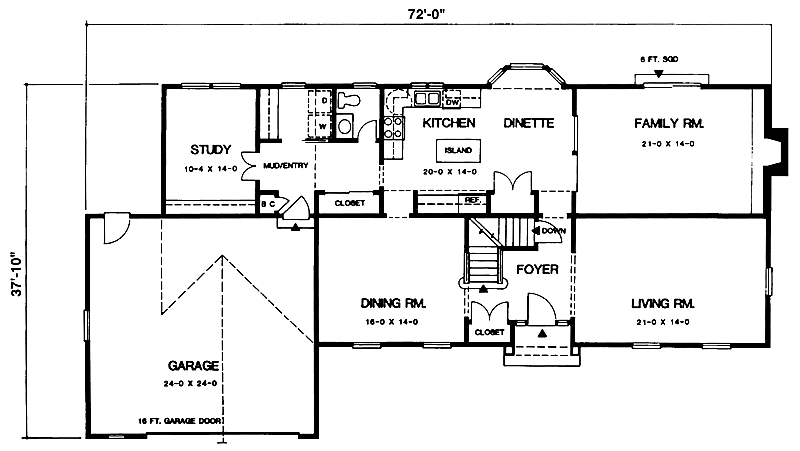 72'-0"
6 FT. SGD
D
W
DW
KITCHEN
DINETTE
FAMILY RM.
STUDY
ISLAND
21-0 X 14-0
10-4 X 14-0
MUD/ENTRY
20-0 X 14-0
B C
CLOSET
REF.
DOWN
37'-10"
FOYER
DINING RM.
LIVING RM.
16-0 X 14-0
21-0 X 14-0
CLOSET
GARAGE
24-0 X 24-0
16 FT. GARAGE DOOR